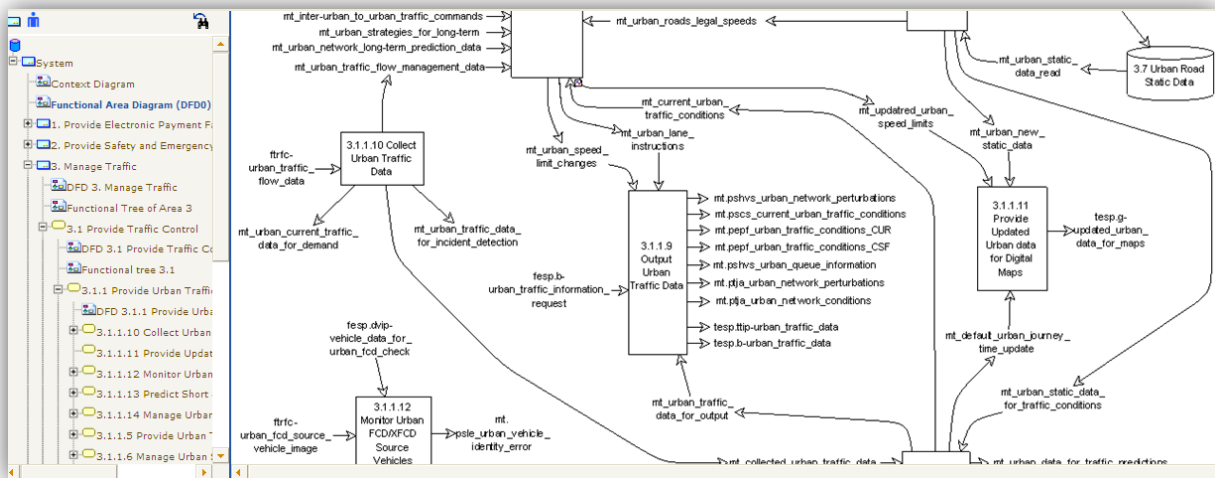 System
Context Diagram
Functional Area Diagram (DFD0)
1. Provide Electronic Payment Fa
2. Provide Safety and Emergency
3. Manage Traffic
DFD 3. Manage Traffic
Functional Tree of Area 3
3.1 Provide Traffic Control
DFD 3.1 Provide Traffic Co
Functional tree 3.1
3.1.1 Provide Urban Traffi
DFD 3.1.1 Provide Urba
3.1.1.10 Collect Urban
3.1.1.11 Provide Updat
3.1.1.12 Monitor Urban
3.1.1.13 Predict Short
3.1.1.14 Manage Urban
3.1.1.5 Provide Urban T
3.1.1.6 Manage Urban S
mt_inter-urban_to_urban_traffic_commands
mt_urban_strategies_for_long-term
mt_urban_network_long-term_prediction_data
mt_urban_traffic_flow_management_data
mt_urban_roads_legal_speeds
mt_urban_static_
data_read
3.7 Urban Road
Static Data
mt_current_urban_
traffic_conditions
mt_updatred_urban_
speed_limits
mt_urban_lane_
instructions
mt_urban_speed_
limit_changes
mt_urban_new_
static_data
3.1.1.10 Collect
Urban Traffic
Data
ftrfc-
urban_traffic_
flow_data
mt_urban_current_traffic_
data_for_demand
mt_urban_traffic_data_
for_incident_detection
fesp.b-
urban_traffic_information_
request
3.1.1.9
Output
Urban
Traffic Data
mt.pshvs_urban_network_perturbations
mt.pscs_current_urban_traffic_conditions
mt.pepf_urban_traffic_conditions_CUR
mt.pepf_urban_traffic_conditions_CSF
mt.pshvs_urban_queue_information
mt.ptja_urban_network_perturbations
mt.ptja_urban_network_conditions
tesp.ttip-urban_traffic_data
tesp.b-urban_traffic_data
3.1.1.11
Provide
Updated
Urban data
for Digital
Maps
tesp.g-
updated_urban_
data_for_maps
mt_default_urban_journey_
time_update
mt_urban_static_data_
for_traffic_conditions
mt_urban_traffic_
data_for_output
fesp.dvip-
vehicle_data_for_
urban_fcd_check
ftrfc-
urban_fcd_source_
vehicle_image
3.1.1.12
Monitor Urban
FCD/XFCD
Source
Vehicles
mt.
psle_urban_vehicle_
identity_error
mt_collected_urban_traffic_data
mt_urban_data_for_traffic_predictions